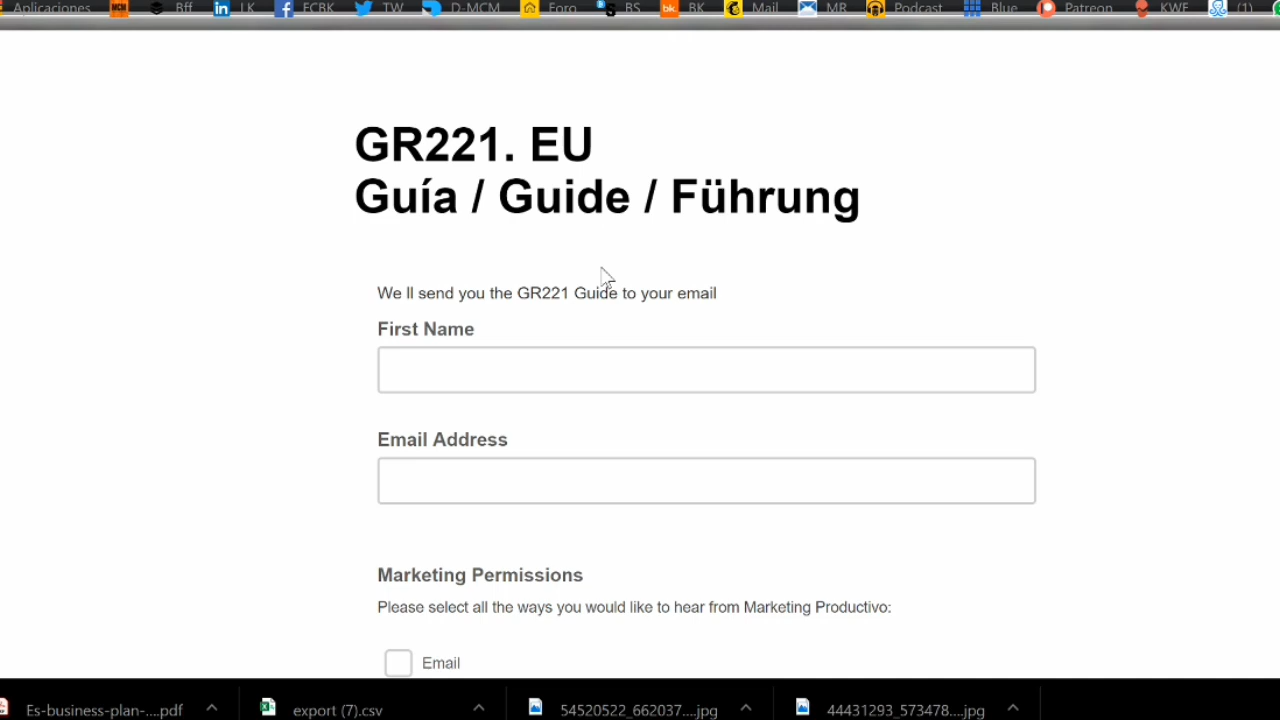 Aplicaciones Bff LK FCBK TW D-MCM Foro BS BK Mail MR Podcast Blue Patreon KWF (1)
GR221. EU
Guía / Guide / Führung
We ll send you the GR221 Guide to your email
First Name
Email Address
Marketing Permissions
Please select all the ways you would like to hear from Marketing Productivo:
Email
Es-business-plan-....pdf export (7).csv 54520522_662037....jpg 44431293_573478....jpg